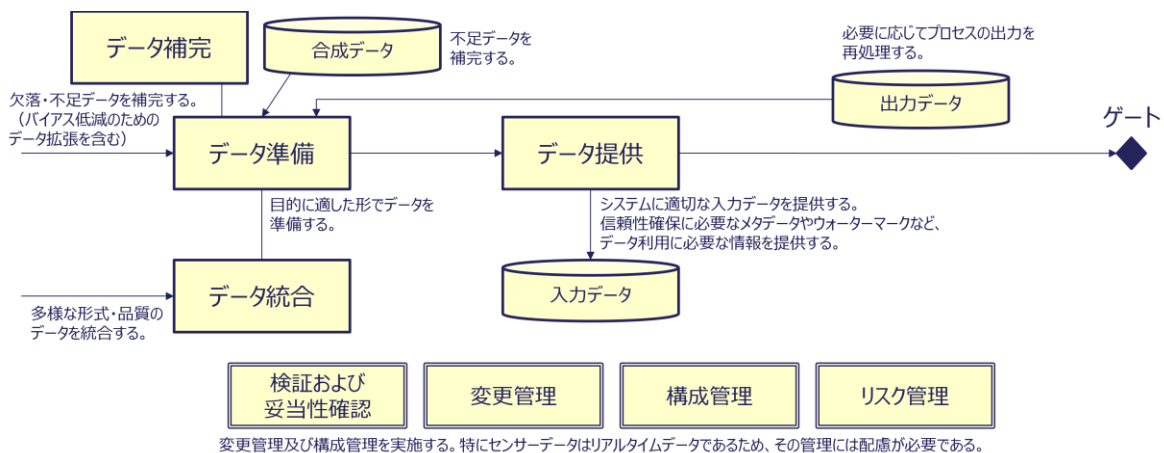 データ補完
合成データ
不足データを
補完する。
必要に応じてプロセスの出力を
再処理する。
出力データ
欠落・不足データを補完する。
（バイアス低減のための
データ拡張を含む）
データ準備
データ提供
ゲート
目的に適した形でデータを
準備する。
システムに適切な入力データを提供する。
信頼性確保に必要なメタデータやウォーターマークなど、
データ利用に必要な情報を提供する。
データ統合
入力データ
多様な形式・品質の
データを統合する。
検証および
妥当性確認
変更管理
構成管理
リスク管理
変更管理及び構成管理を実施する。特にセンサーデータはリアルタイムデータであるため、その管理には配慮が必要である。